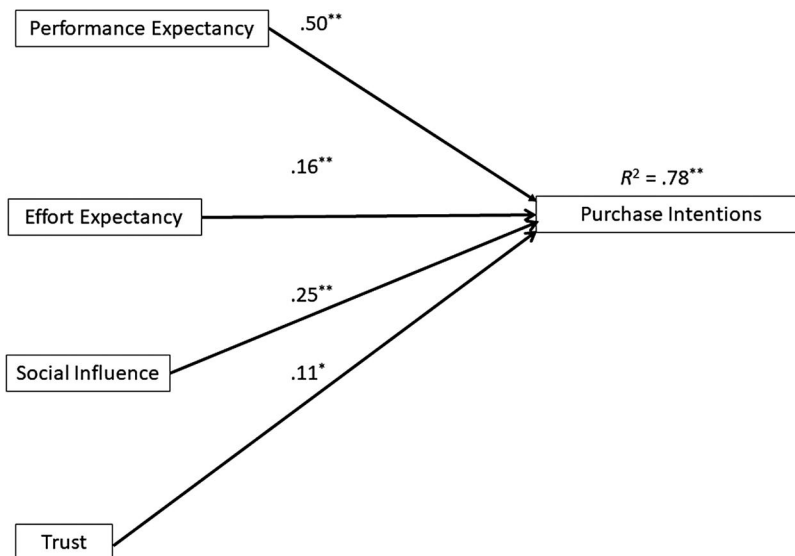 Performance Expectancy
.50**
.16**
R² = .78**
Effort Expectancy
Purchase Intentions
.25**
Social Influence
.11*
Trust